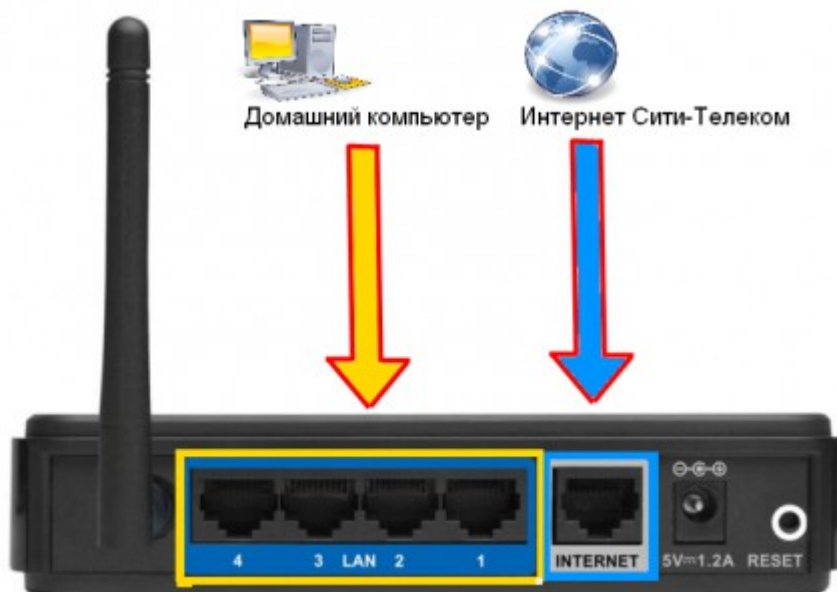 Домашний компьютер
Интернет Сити-Телеком
4 3 LAN 2 1
INTERNET
5V⎓1.2A
RESET